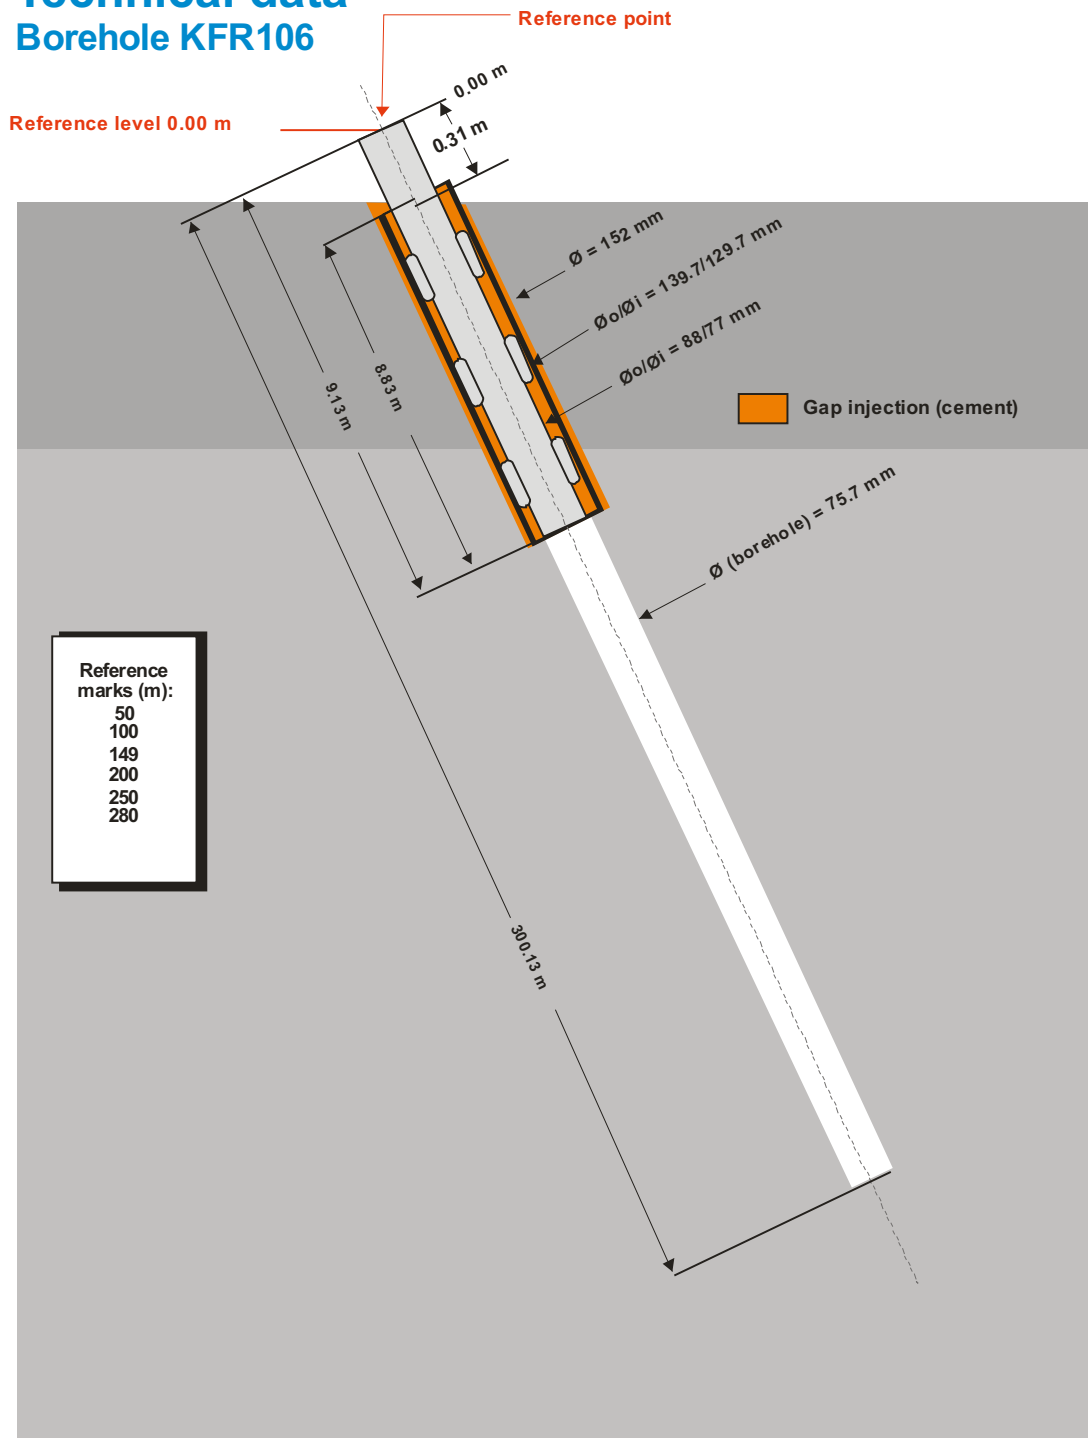 Technical data
Borehole KFR106
Reference point
Reference level 0.00 m
0.00 m
0.31 m
Ø = 152 mm
Øo/Øi = 139.7/129.7 mm
Øo/Øi = 88/77 mm
9.13 m
8.83 m
Gap injection (cement)
Ø (borehole) = 75.7 mm
Reference
marks (m):
50
100
149
200
250
280
300.13 m